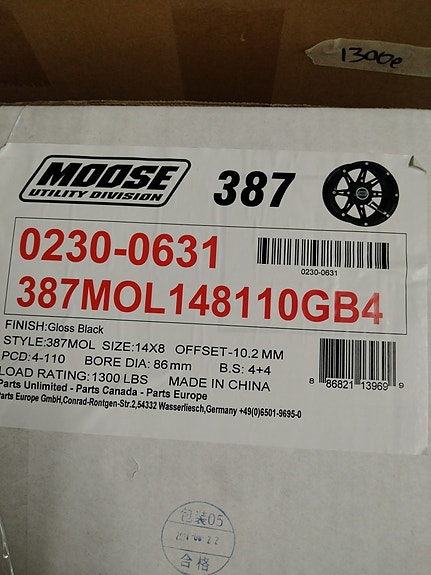 1300e
MOOSE
UTILITY DIVISION
387
0230-0631
0230-0631
387MOL148110GB4
FINISH:Gloss Black
STYLE:387MOL SIZE:14X8 OFFSET-10.2 MM
PCD:4-110 BORE DIA: 86mm B.S: 4+4
LOAD RATING:1300 LBS MADE IN CHINA
8 86821 13969 9
Parts Unlimited - Parts Canada - Parts Europe
Parts Europe GmbH,Conrad-Rontgen-Str.2,54332 Wasserliesch,Germany +49(0)6501-9695-0
包装05
合格